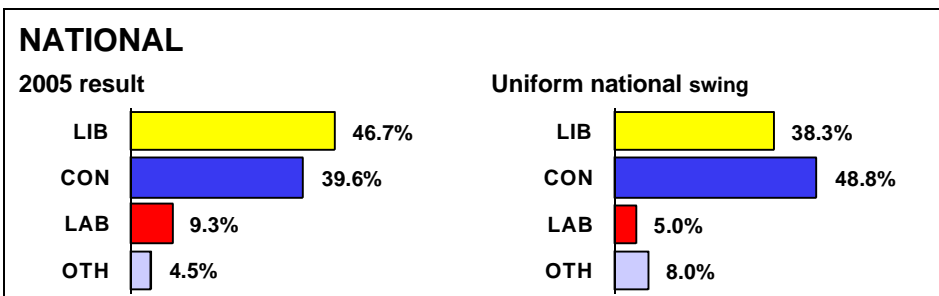 NATIONAL
2005 result
LIB 46.7%
CON 39.6%
LAB 9.3%
OTH 4.5%
Uniform national swing
LIB 38.3%
CON 48.8%
LAB 5.0%
OTH 8.0%